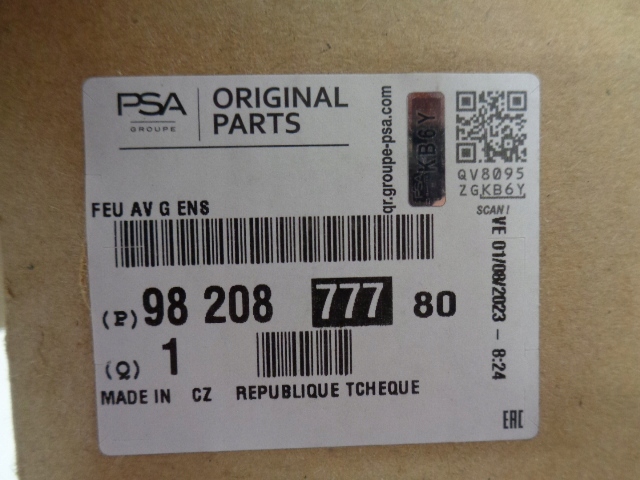 PSA
GROUPE
ORIGINAL
PARTS
qr.groupe-psa.com
KB6Y
QV8095
ZGKB6Y
SCAN !
FEU AV G ENS
(P) 98 208 777 80
(Q) 1
MADE IN CZ REPUBLIQUE TCHEQUE
VE 01/08/2023 - 8:24
EAC